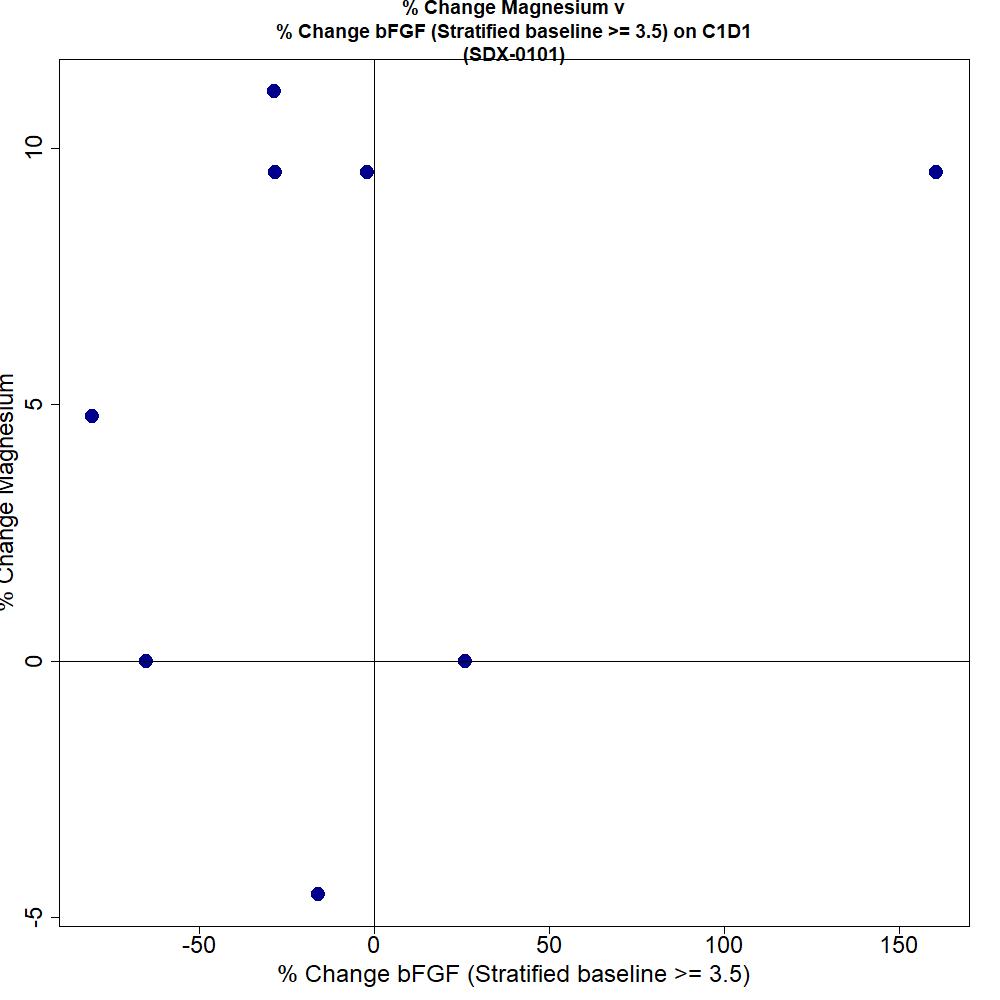 % Change Magnesium v
% Change bFGF (Stratified baseline >= 3.5) on C1D1
(SDX-0101)
% Change Magnesium
10
5
0
-5
-50
0
50
100
150
% Change bFGF (Stratified baseline >= 3.5)